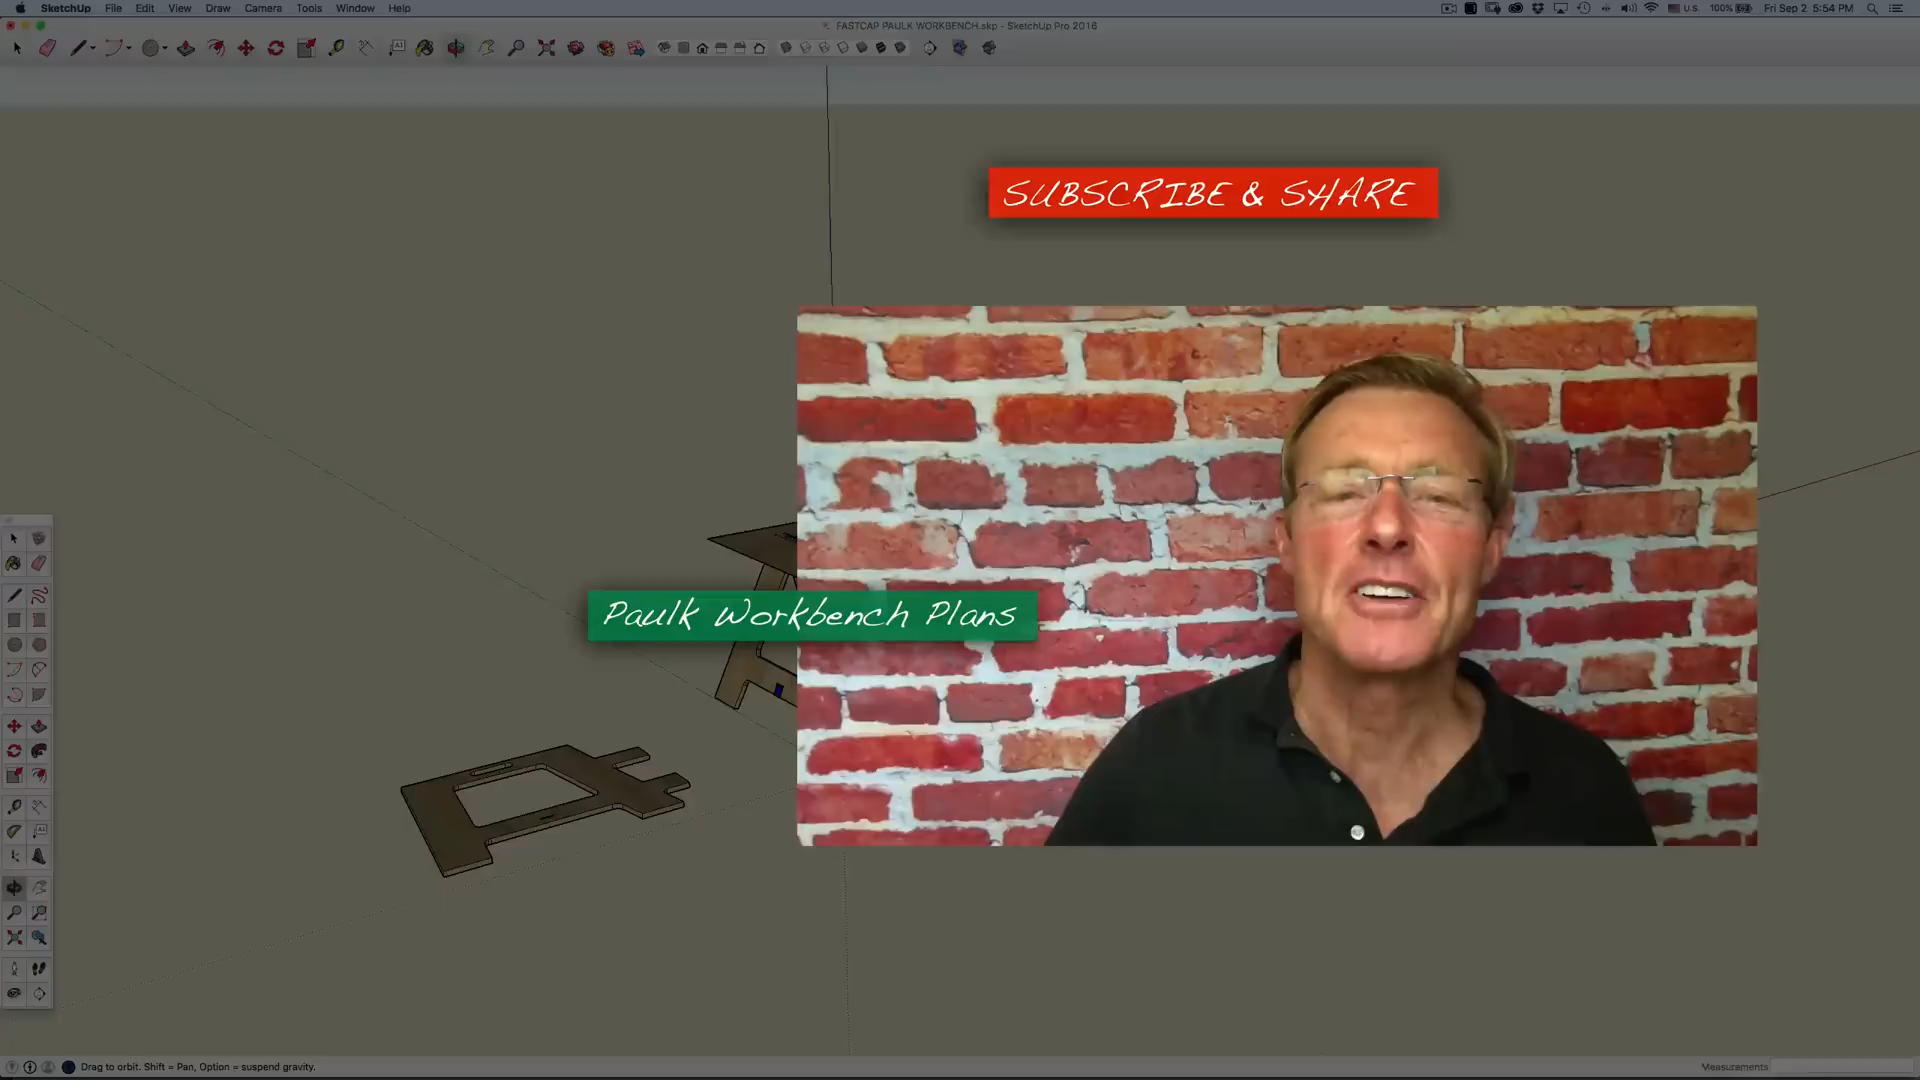 SketchUp File Edit View Draw Camera Tools Window Help
U.S. 100% Fri Sep 2 5:54 PM
FASTCAP PAULK WORKBENCH.skp - SketchUp Pro 2016
SUBSCRIBE & SHARE
Paulk Workbench Plans
Drag to orbit. Shift = Pan, Option = suspend gravity.
Measurements